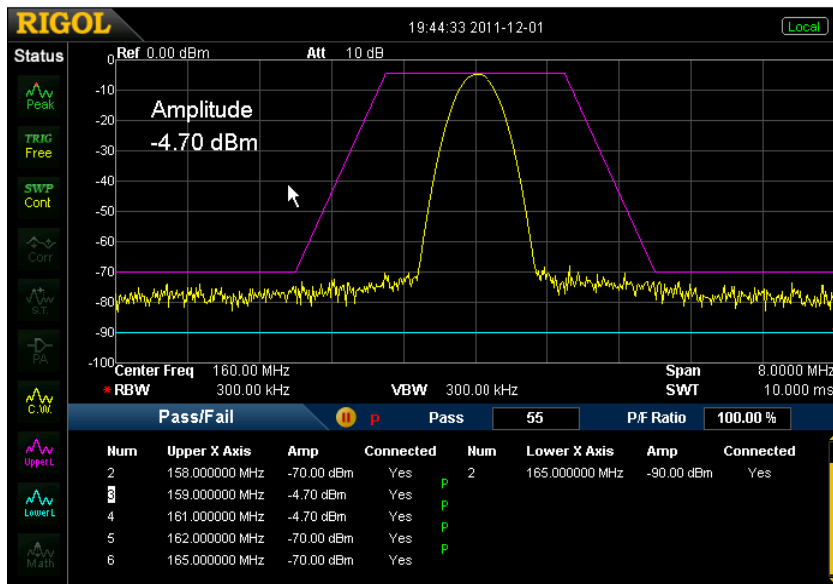 RIGOL 19:44:33 2011-12-01 Local
Status Ref 0.00 dBm Att 10 dB
0
-10
-20
-30
-40
-50
-60
-70
-80
-90
-100
Amplitude
-4.70 dBm
Peak
TRIG
Free
SWP
Cont
Corr
S.T.
PA
C.W.
Upper L
Lower L
Math
Center Freq 160.00 MHz Span 8.0000 MHz
* RBW 300.00 kHz VBW 300.00 kHz SWT 10.000 ms
Pass/Fail P Pass 55 P/F Ratio 100.00 %
Num Upper X Axis Amp Connected Num Lower X Axis Amp Connected
2 158.000000 MHz -70.00 dBm Yes 2 165.000000 MHz -90.00 dBm Yes
P
3 159.000000 MHz -4.70 dBm Yes
P
4 161.000000 MHz -4.70 dBm Yes
P
5 162.000000 MHz -70.00 dBm Yes
P
6 165.000000 MHz -70.00 dBm Yes